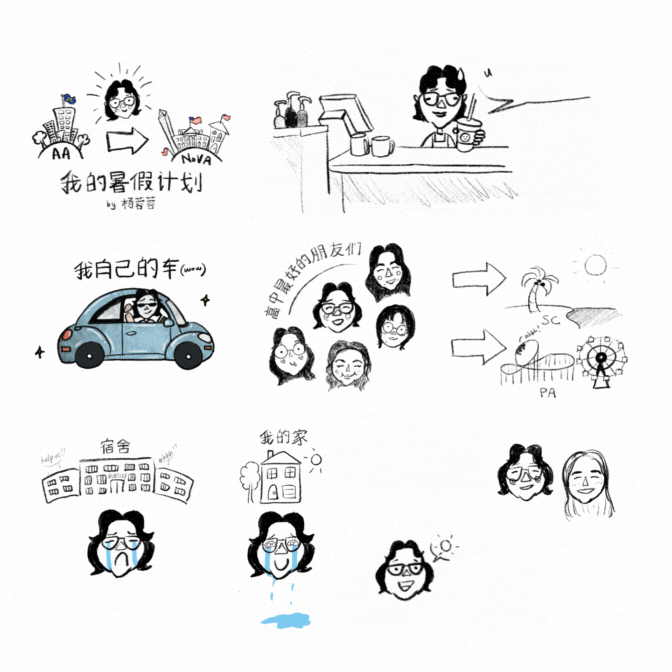 AA
NoVA
我的暑假计划
by 杨蓉蓉
我自己的车(wow)
高中最好的朋友们
SC
PA
宿舍
我的家